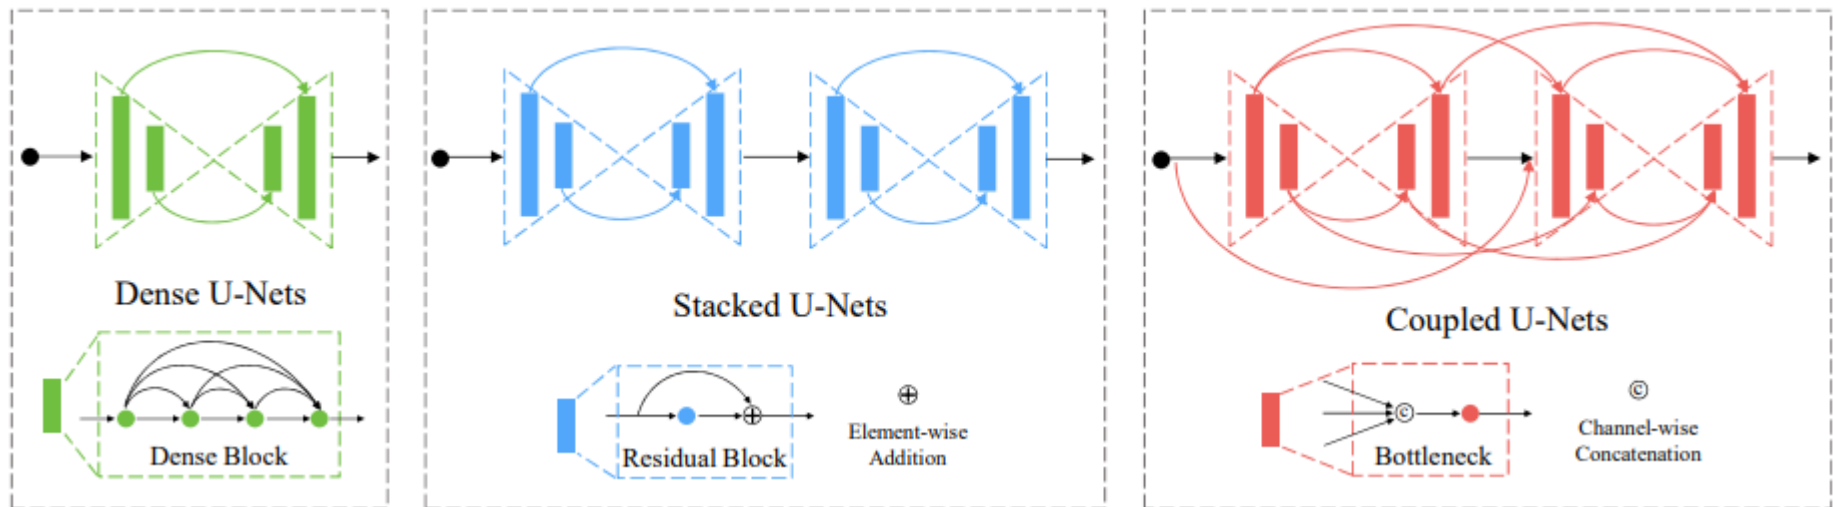 Dense U-Nets
Dense Block
Stacked U-Nets
Residual Block
Element-wise
Addition
Coupled U-Nets
c
Bottleneck
c
Channel-wise
Concatenation